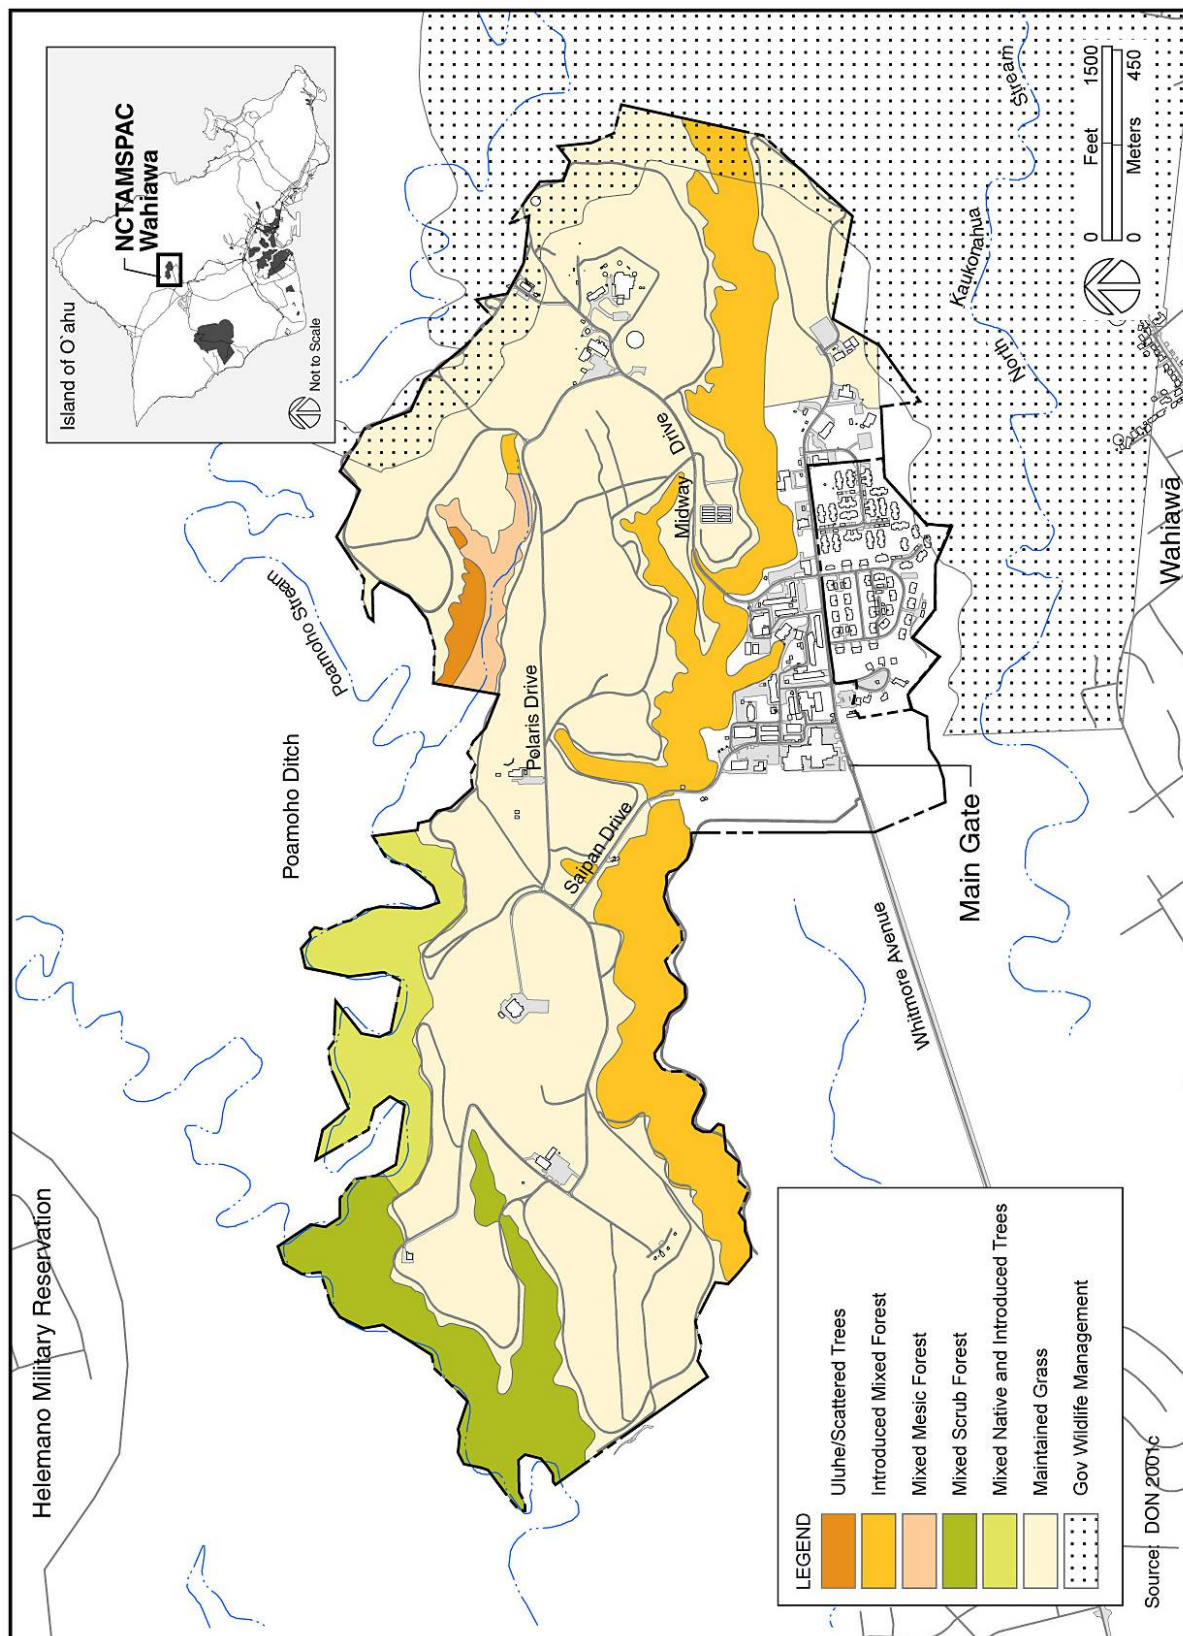 Island of O`ahu
NCTAMSPAC
Wahiawa
Not to Scale
Helemano Military Reservation
Poamoho Ditch
Poamoho Stream
Polaris Drive
Saipan Drive
Midway Drive
Main Gate
Whitmore Avenue
North Kaukonahua Stream
Wahiawā
0 Feet 1500
0 Meters 450
LEGEND
Uluhe/Scattered Trees
Introduced Mixed Forest
Mixed Mesic Forest
Mixed Scrub Forest
Mixed Native and Introduced Trees
Maintained Grass
Gov Wildlife Management
Source: DON 2001c